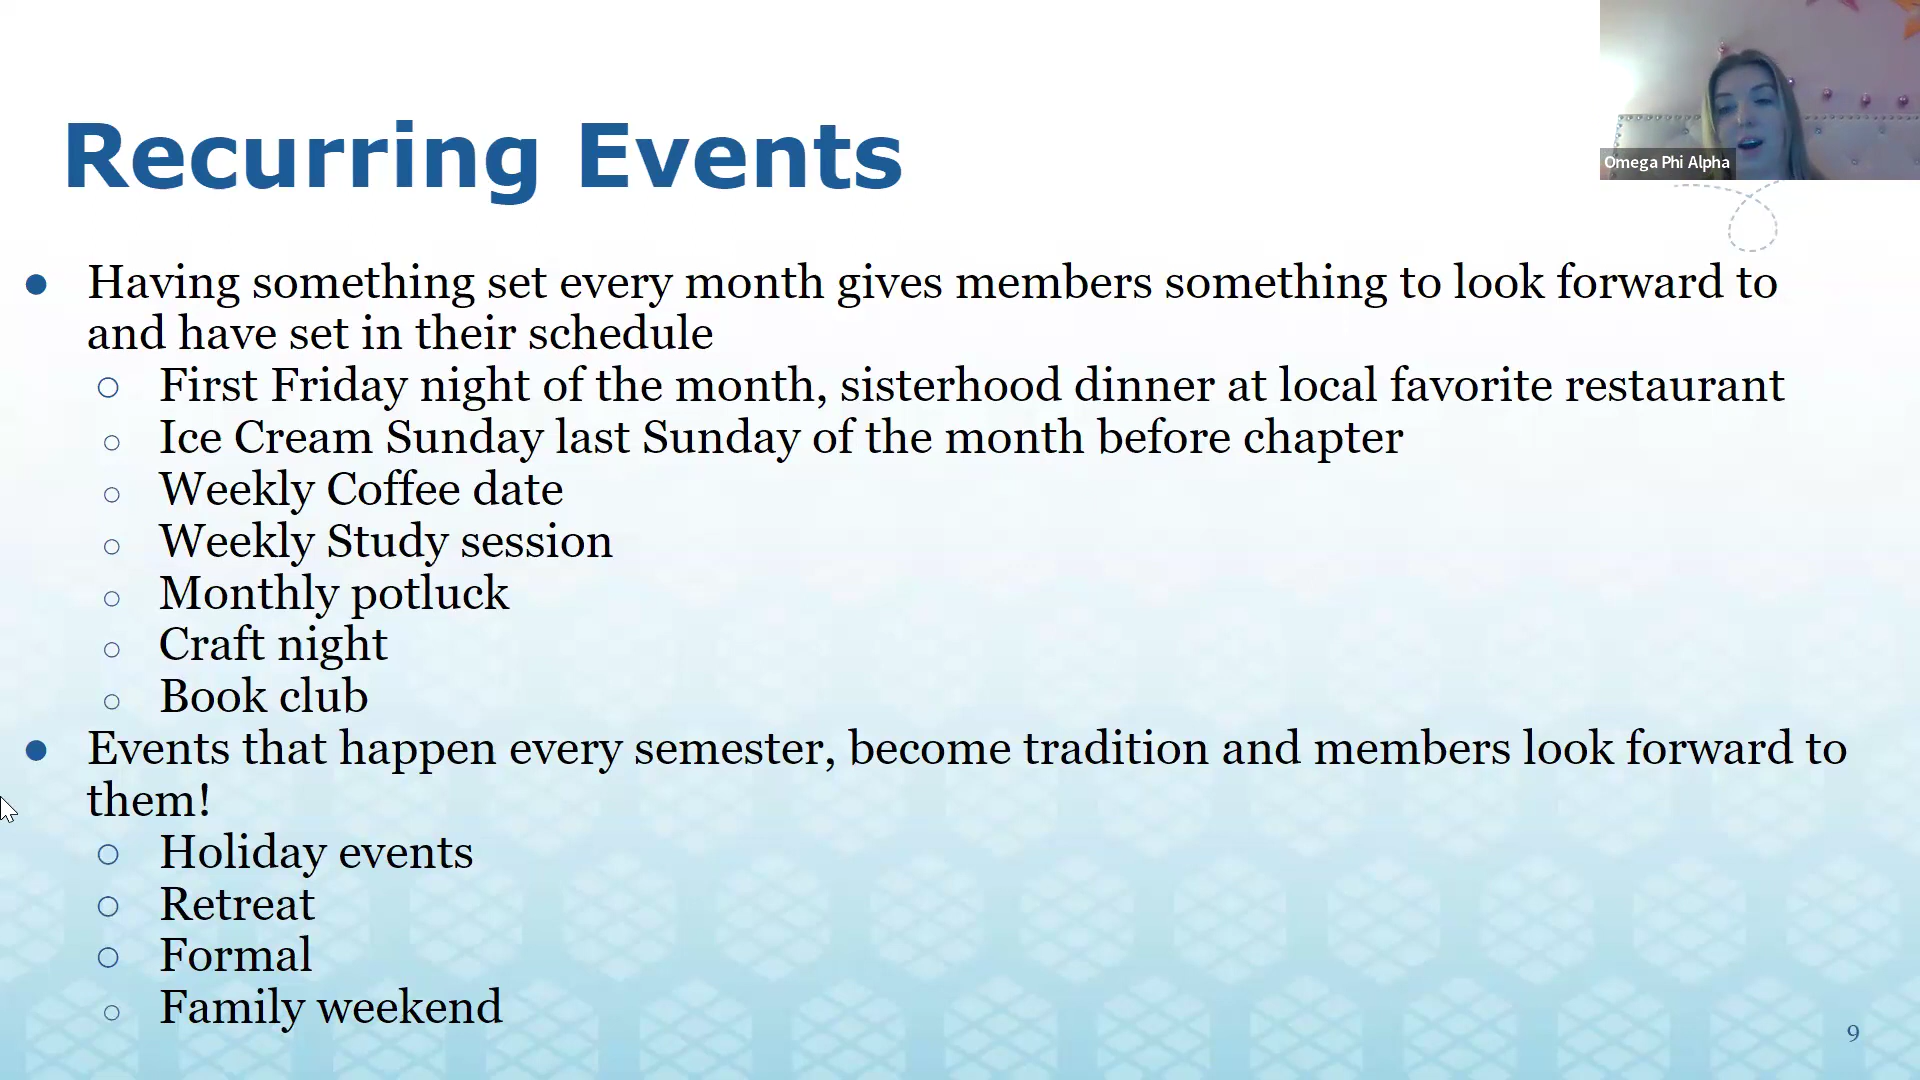 Recurring Events
Omega Phi Alpha
● Having something set every month gives members something to look forward to
and have set in their schedule
○ First Friday night of the month, sisterhood dinner at local favorite restaurant
○ Ice Cream Sunday last Sunday of the month before chapter
○ Weekly Coffee date
○ Weekly Study session
○ Monthly potluck
○ Craft night
○ Book club
● Events that happen every semester, become tradition and members look forward to
them!
○ Holiday events
○ Retreat
○ Formal
○ Family weekend
9